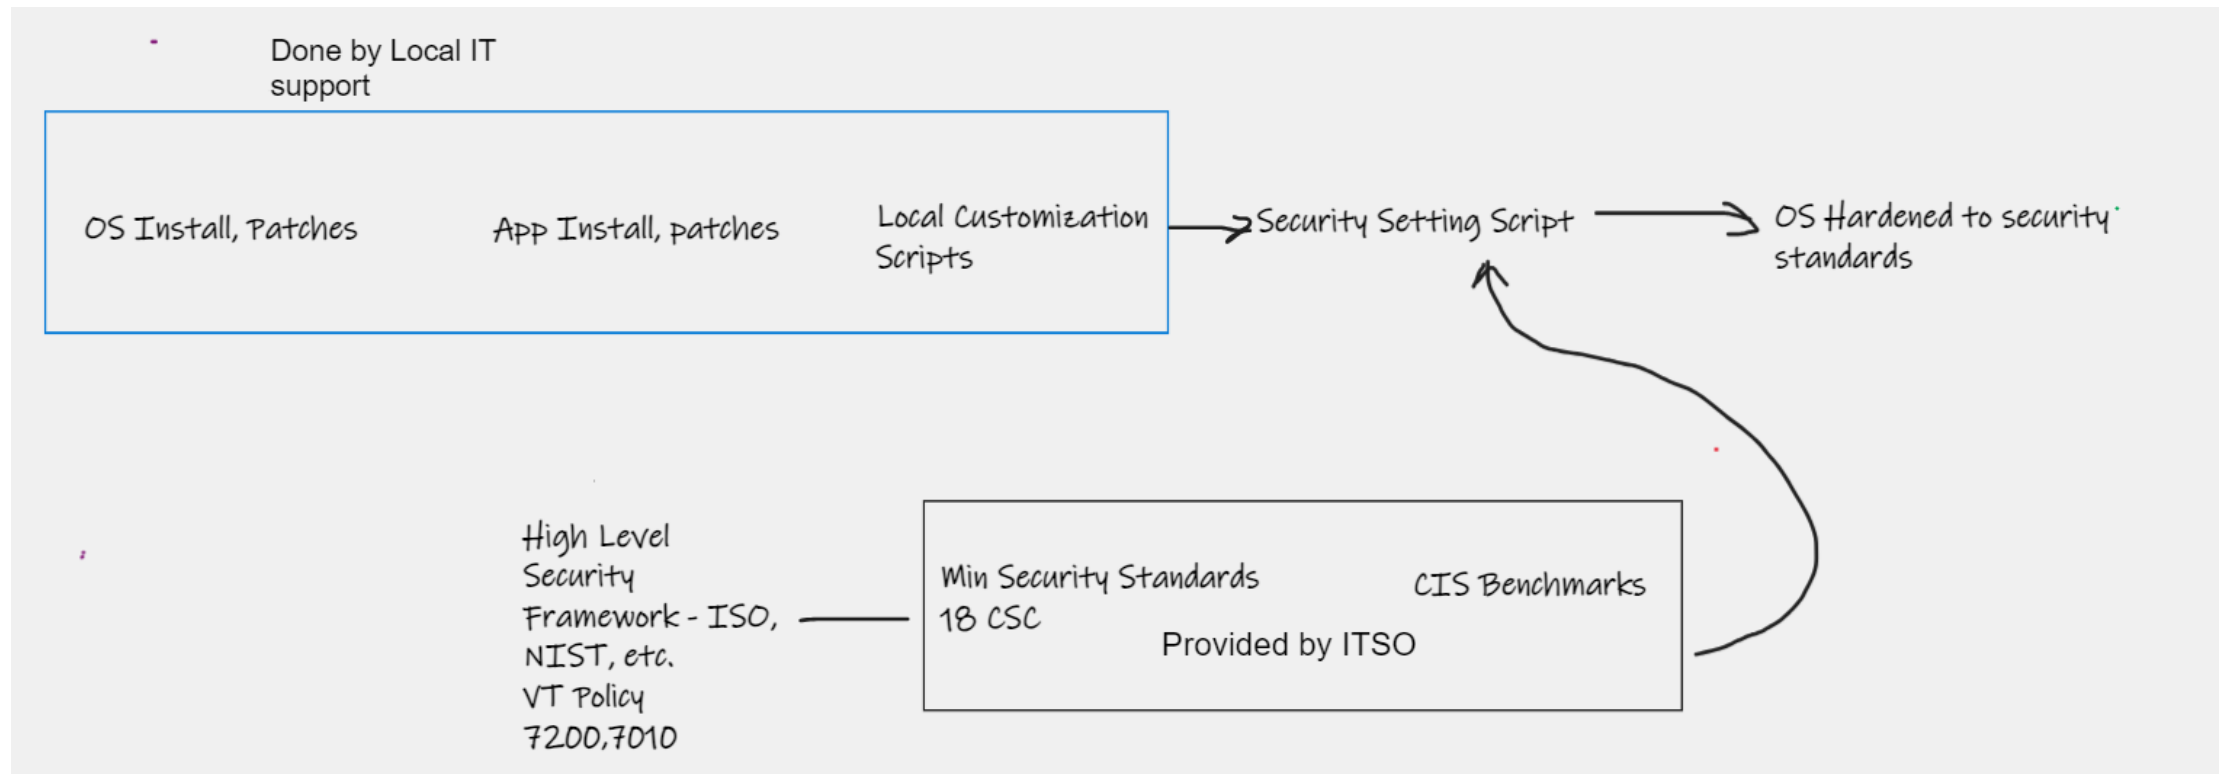 Done by Local IT
support
OS Install, Patches
App Install, patches
Local Customization
Scripts
Security Setting Script
OS Hardened to security
standards
High Level
Security
Framework - ISO,
NIST, etc.
VT Policy
7200,7010
Min Security Standards
18 CSC
CIS Benchmarks
Provided by ITSO